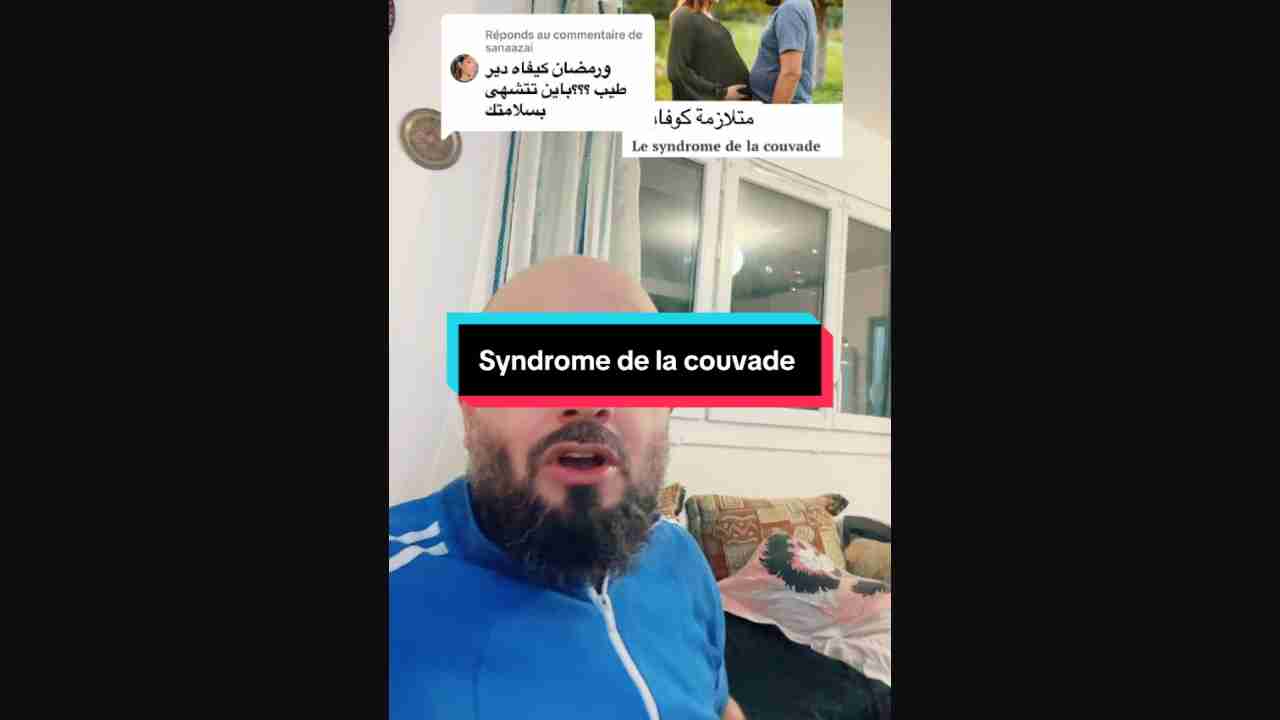 Réponds au commentaire de
sanaazai
ورمضان كيفاه دير
طيب ؟؟؟باين تتشهى
بسلامتك
متلازمة كوفاد
Le syndrome de la couvade
Syndrome de la couvade